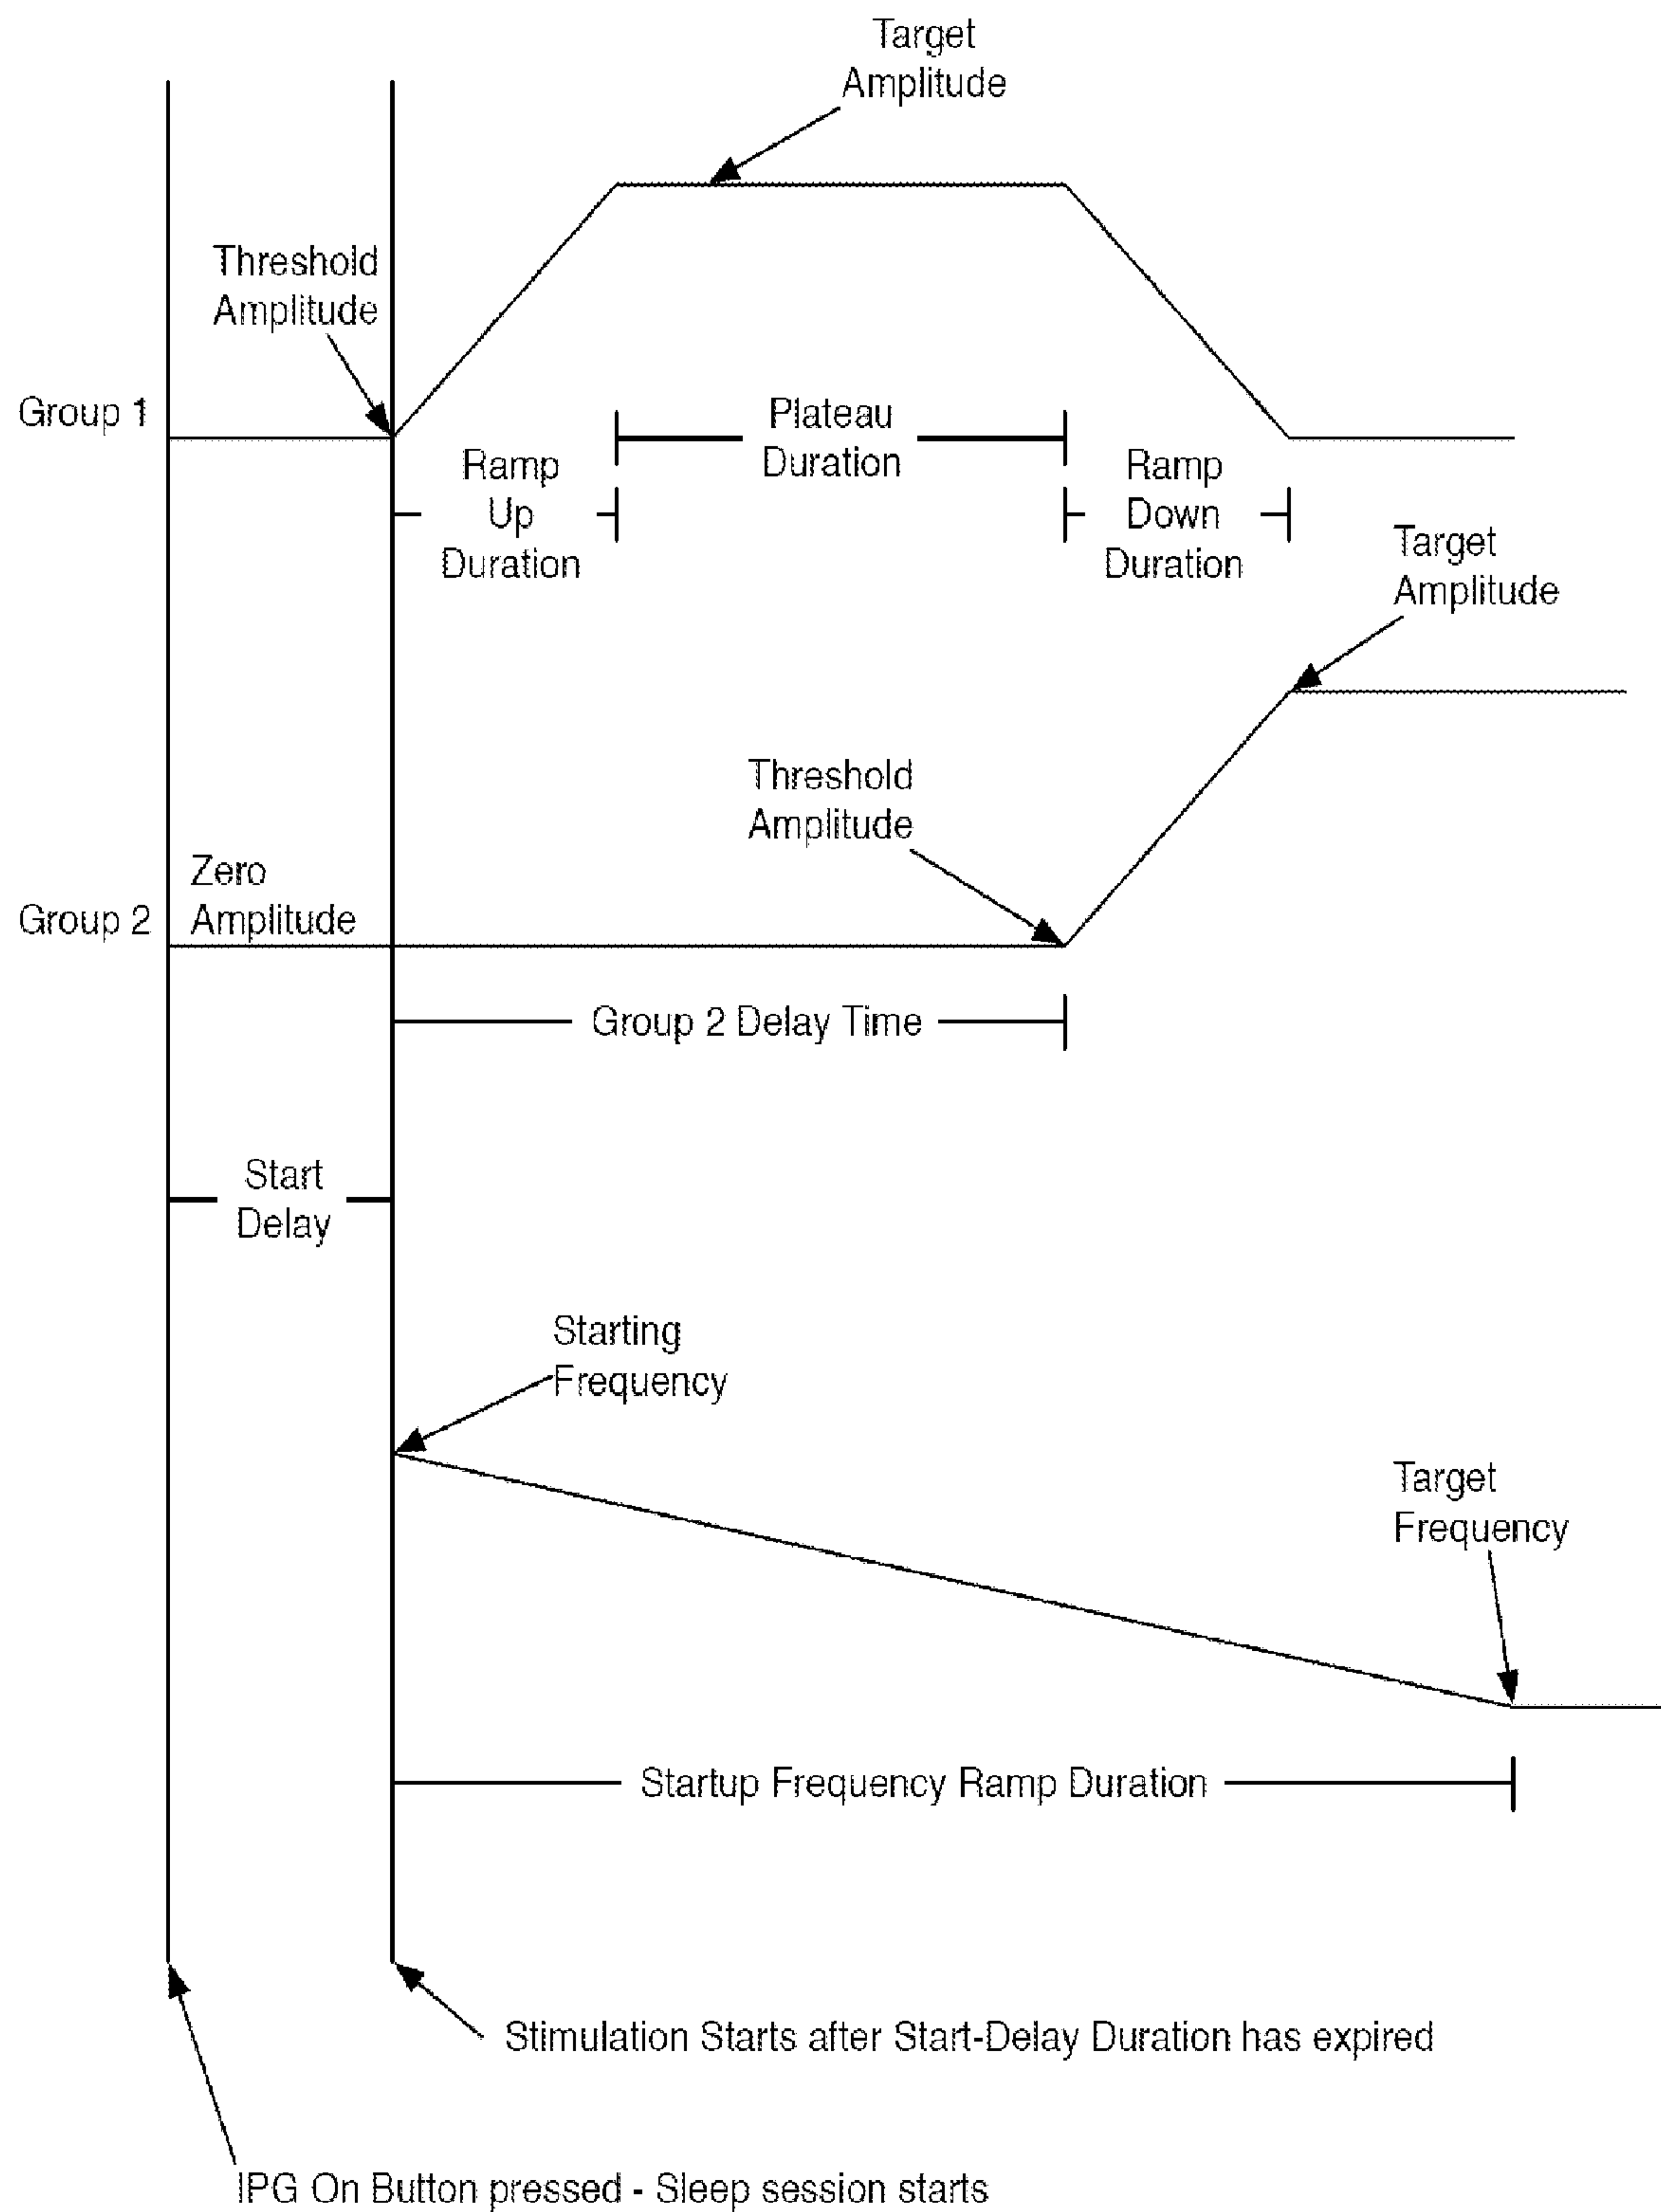 Target
Amplitude
Threshold
Amplitude
Group 1
Plateau
Duration
Ramp
Up
Duration
Ramp
Down
Duration
Target
Amplitude
Threshold
Amplitude
Zero
Amplitude
Group 2
Group 2 Delay Time
Start
Delay
Starting
Frequency
Target
Frequency
Startup Frequency Ramp Duration
Stimulation Starts after Start-Delay Duration has expired
IPG On Button pressed - Sleep session starts